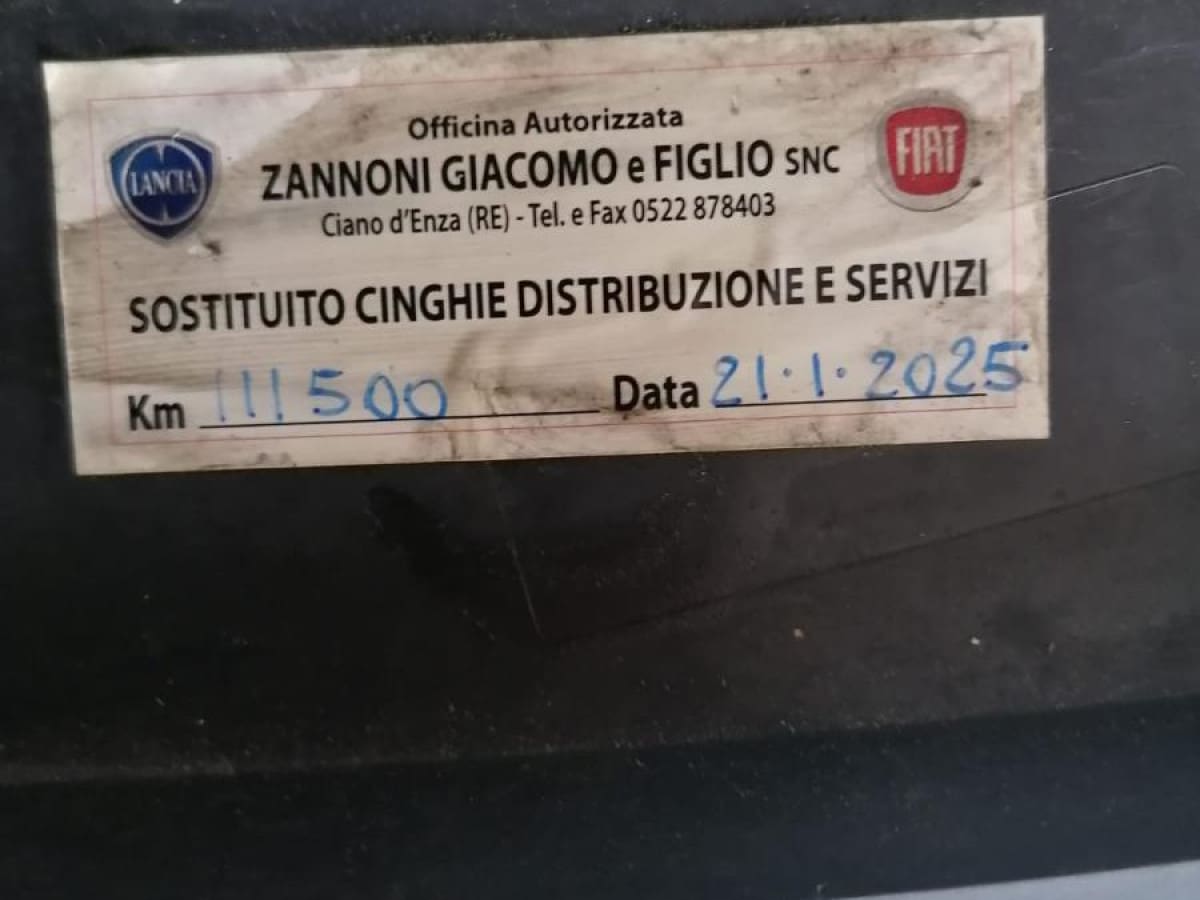 Officina Autorizzata
LANCIA
ZANNONI GIACOMO e FIGLIO SNC
FIAT
Ciano d'Enza (RE) - Tel. e Fax 0522 878403
SOSTITUITO CINGHIE DISTRIBUZIONE E SERVIZI
Km 111500 Data 21.1.2025